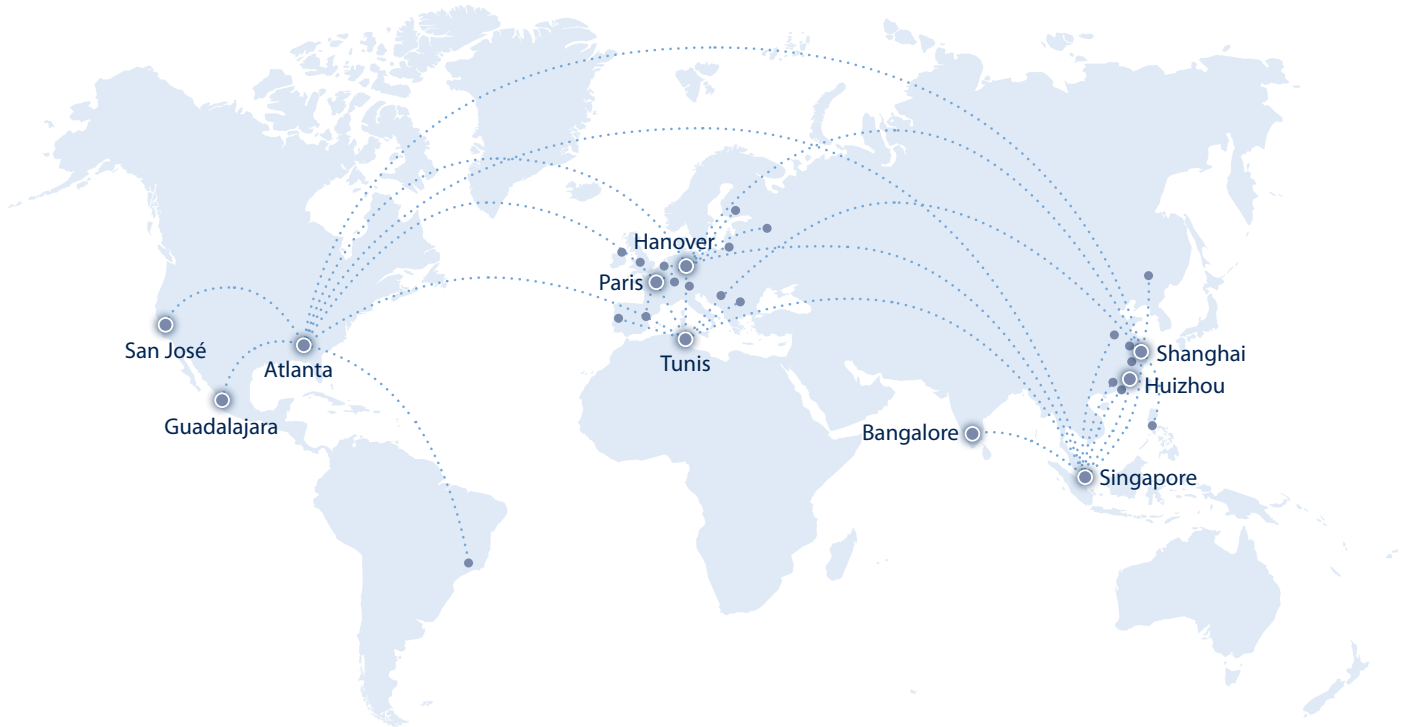 Hanover
Paris
San José
Atlanta
Tunis
Shanghai
Huizhou
Guadalajara
Bangalore
Singapore